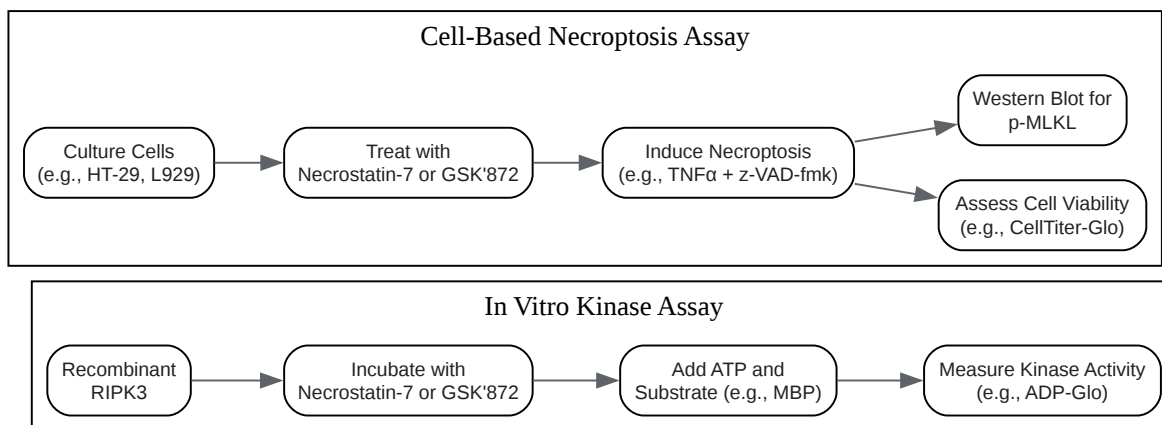 Cell-Based Necroptosis Assay
Culture Cells
(e.g., HT-29, L929)
Treat with
Necrostatin-7 or GSK'872
Induce Necroptosis
(e.g., TNFα + z-VAD-fmk)
Western Blot for
p-MLKL
Assess Cell Viability
(e.g., CellTiter-Glo)
In Vitro Kinase Assay
Recombinant
RIPK3
Incubate with
Necrostatin-7 or GSK'872
Add ATP and
Substrate (e.g., MBP)
Measure Kinase Activity
(e.g., ADP-Glo)